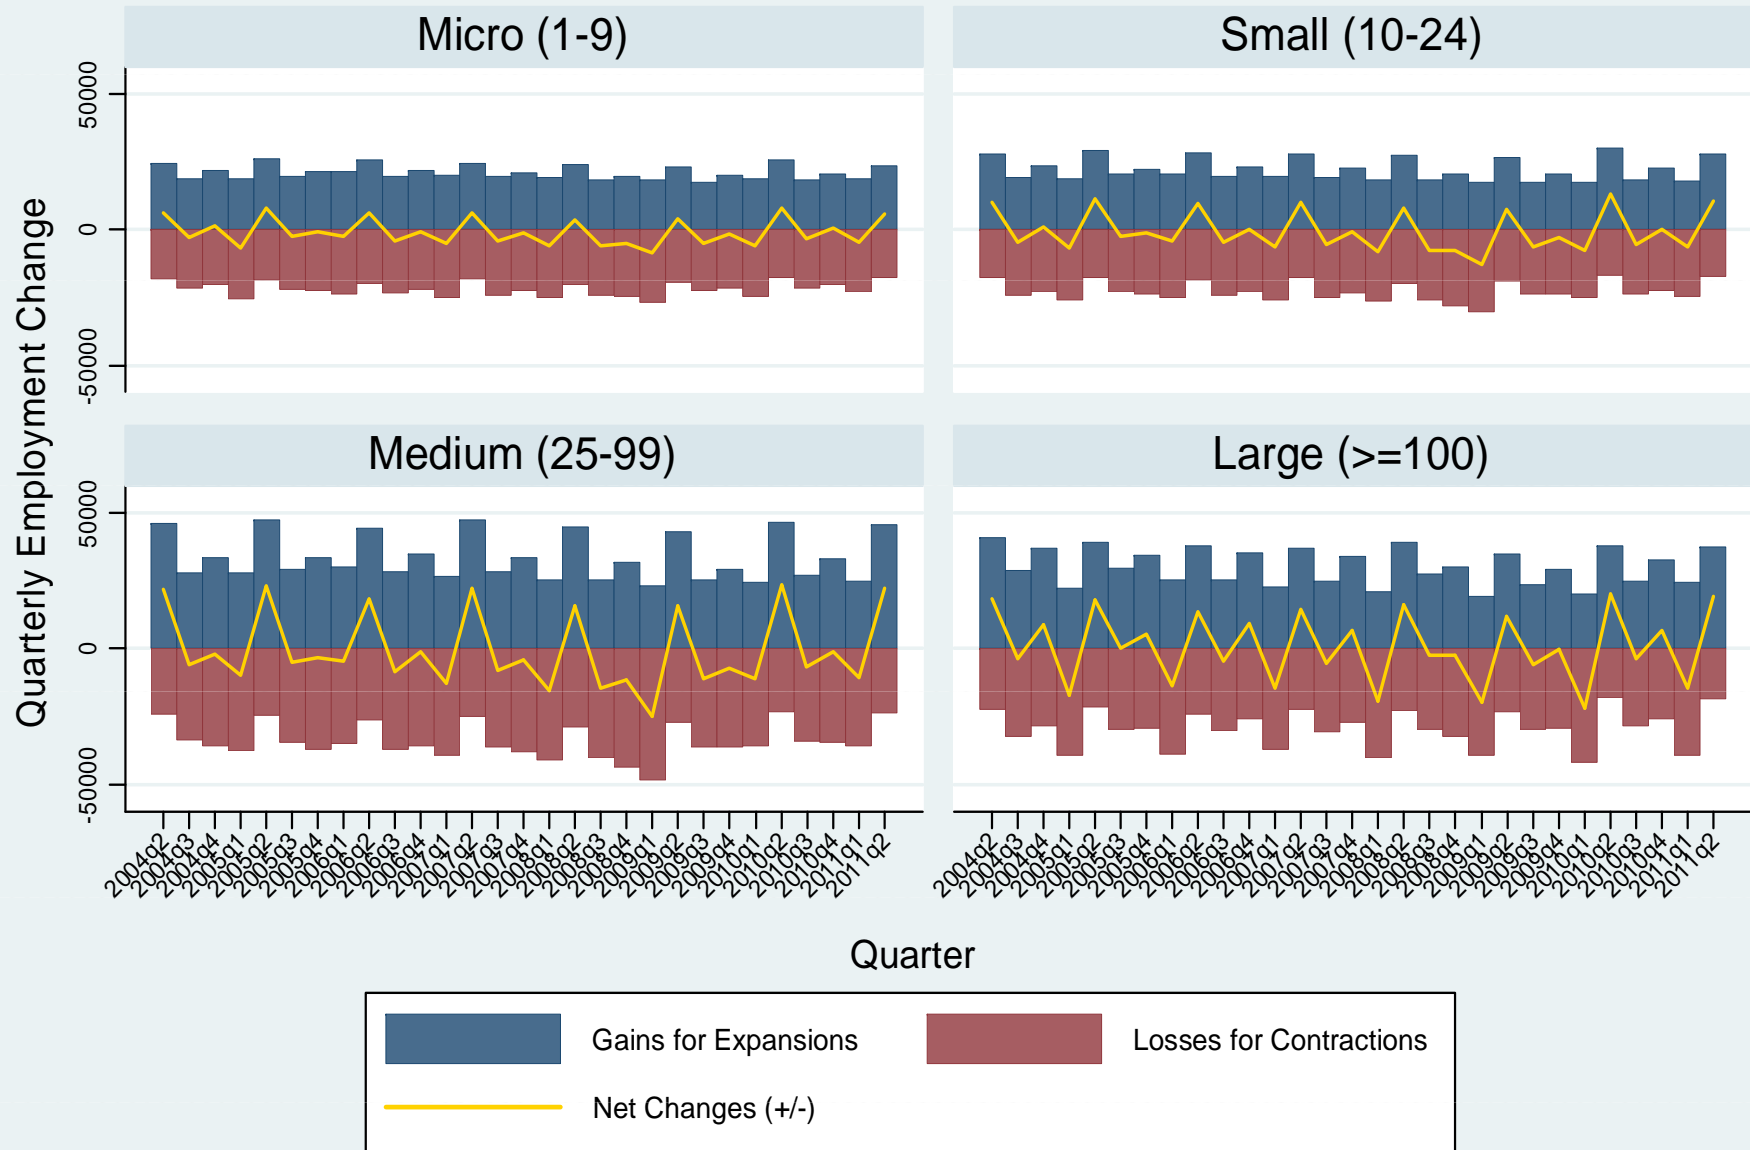 Micro (1-9)
Small (10-24)
50000
0
-50000
Medium (25-99)
Large (>=100)
50000
0
-50000
Quarterly Employment Change
2004q2 2004q3 2004q4 2005q1 2005q2 2005q3 2005q4 2006q1 2006q2 2006q3 2006q4 2007q1 2007q2 2007q3 2007q4 2008q1 2008q2 2008q3 2008q4 2009q1 2009q2 2009q3 2009q4 2010q1 2010q2 2010q3 2010q4 2011q1 2011q2
2004q2 2004q3 2004q4 2005q1 2005q2 2005q3 2005q4 2006q1 2006q2 2006q3 2006q4 2007q1 2007q2 2007q3 2007q4 2008q1 2008q2 2008q3 2008q4 2009q1 2009q2 2009q3 2009q4 2010q1 2010q2 2010q3 2010q4 2011q1 2011q2
Quarter
Gains for Expansions
Losses for Contractions
Net Changes (+/-)